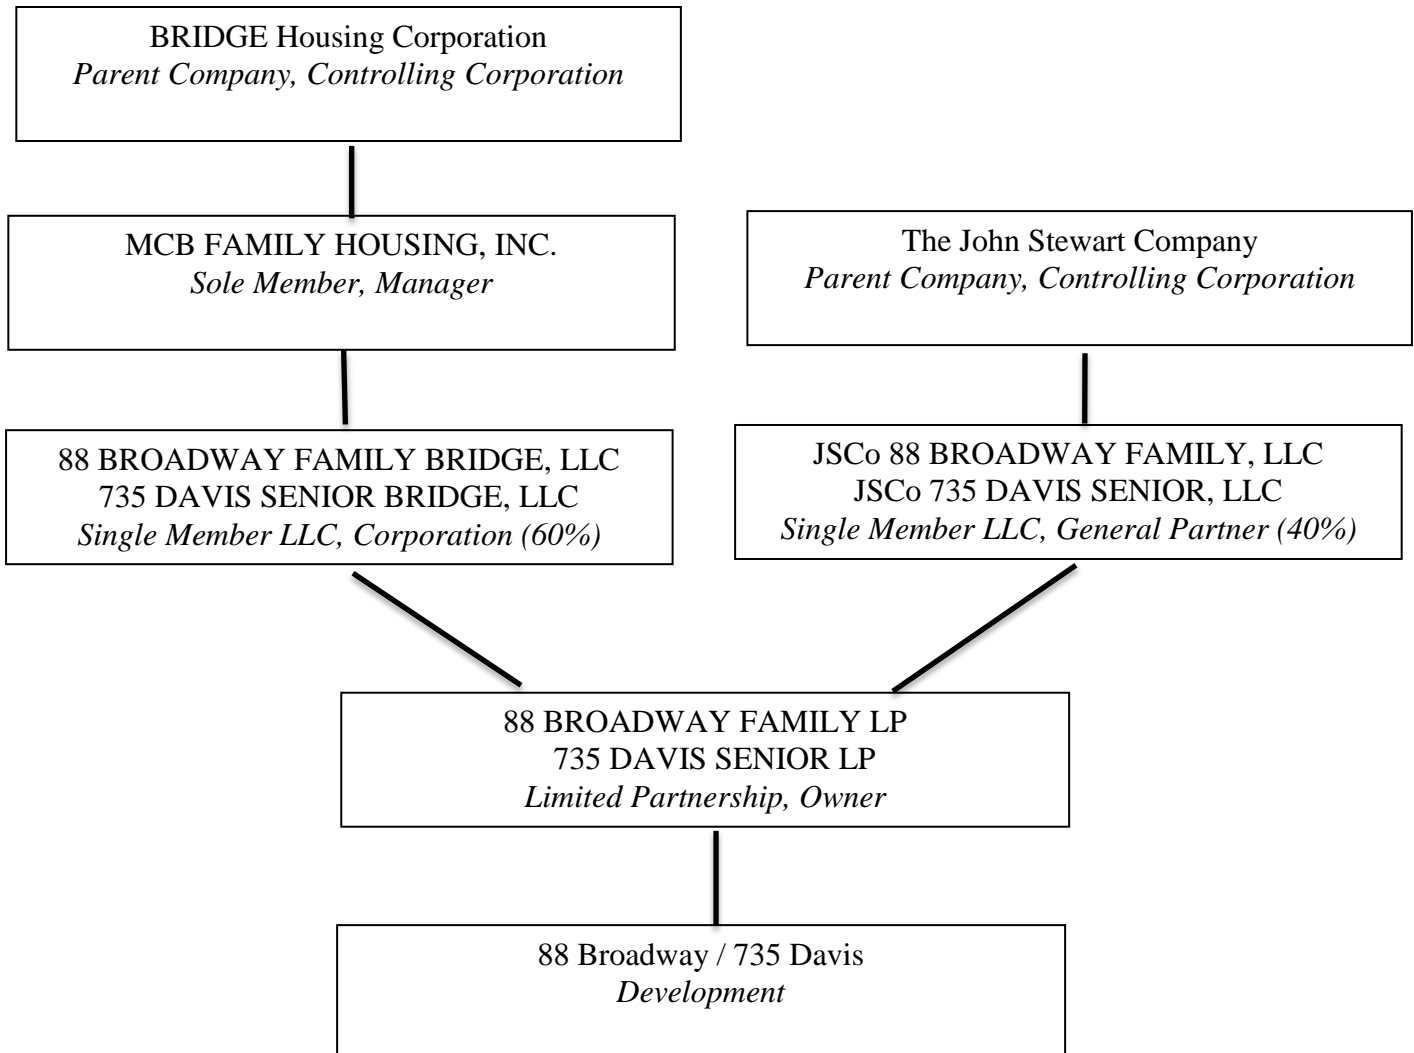 BRIDGE Housing Corporation
Parent Company, Controlling Corporation
MCB FAMILY HOUSING, INC.
Sole Member, Manager
The John Stewart Company
Parent Company, Controlling Corporation
88 BROADWAY FAMILY BRIDGE, LLC
735 DAVIS SENIOR BRIDGE, LLC
Single Member LLC, Corporation (60%)
JSCo 88 BROADWAY FAMILY, LLC
JSCo 735 DAVIS SENIOR, LLC
Single Member LLC, General Partner (40%)
88 BROADWAY FAMILY LP
735 DAVIS SENIOR LP
Limited Partnership, Owner
88 Broadway / 735 Davis
Development